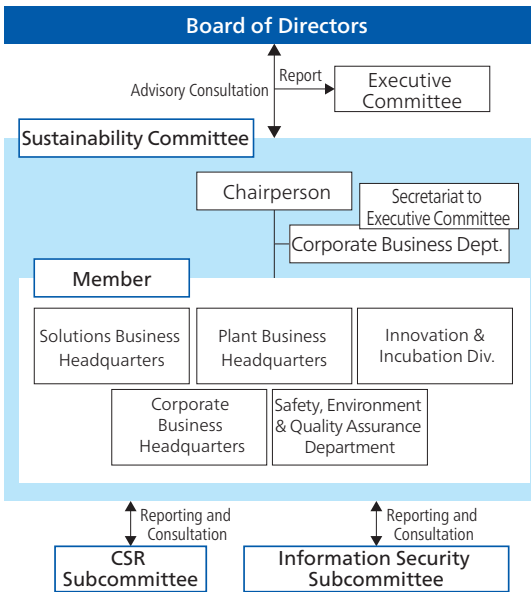 Board of Directors
Report
Advisory Consultation
Executive
Committee
Sustainability Committee
Chairperson
Secretariat to
Executive Committee
Corporate Business Dept.
Member
Solutions Business
Headquarters
Plant Business
Headquarters
Innovation &
Incubation Div.
Corporate
Business
Headquarters
Safety, Environment
& Quality Assurance
Department
Reporting and
Consultation
Reporting and
Consultation
CSR
Subcommittee
Information Security
Subcommittee